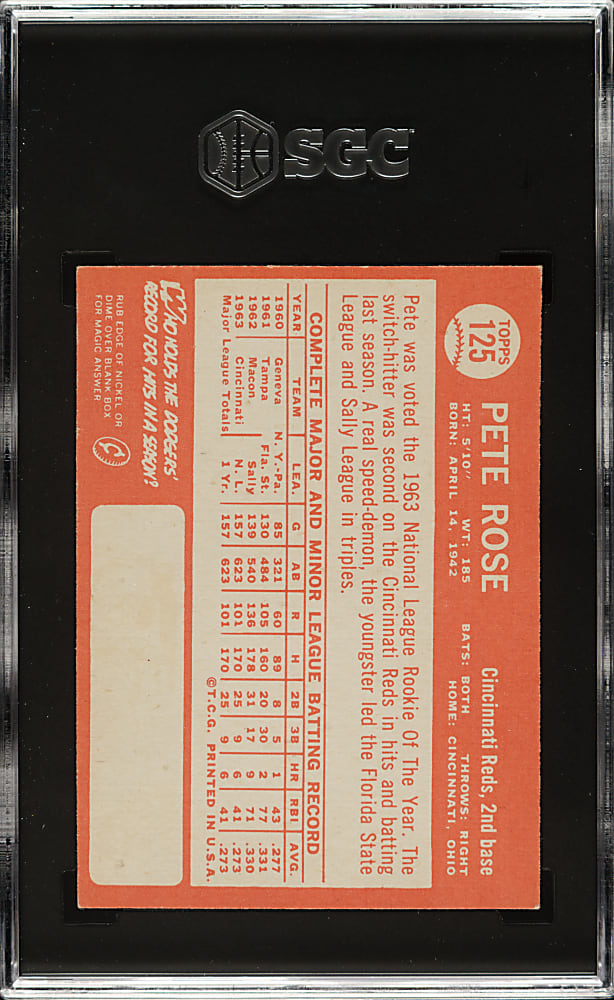 SGC
TOPPS
125
PETE ROSE
Cincinnati Reds, 2nd base
HT: 5'10" WT: 185 BATS: BOTH THROWS: RIGHT
BORN: APRIL 14, 1942 HOME: CINCINNATI, OHIO
Pete was voted the 1963 National League Rookie Of The Year. The
switch-hitter was second on the Cincinnati Reds in hits and batting
last season. A real speed-demon, the youngster led the Florida State
League and Sally League in triples.
COMPLETE MAJOR AND MINOR LEAGUE BATTING RECORD
YEAR TEAM LEA. G AB R H 2B 3B HR RBI AVG.
1960 Geneva N. Y.-Pa. 85 321 60 89 8 5 1 43 .277
1961 Tampa Fla. St. 130 484 105 160 20 30 2 77 .331
1962 Macon Sally 139 540 136 178 31 17 9 71 .330
1963 Cincinnati N. L. 157 623 101 170 25 9 6 41 .273
Major League Totals 1 Yr. 157 623 101 170 25 9 6 41 .273
©T.C.G. PRINTED IN U.S.A.
WHO HOLDS THE DODGERS'
RECORD FOR HITS IN A SEASON?
RUB EDGE OF NICKEL OR
DIME OVER BLANK BOX
FOR MAGIC ANSWER